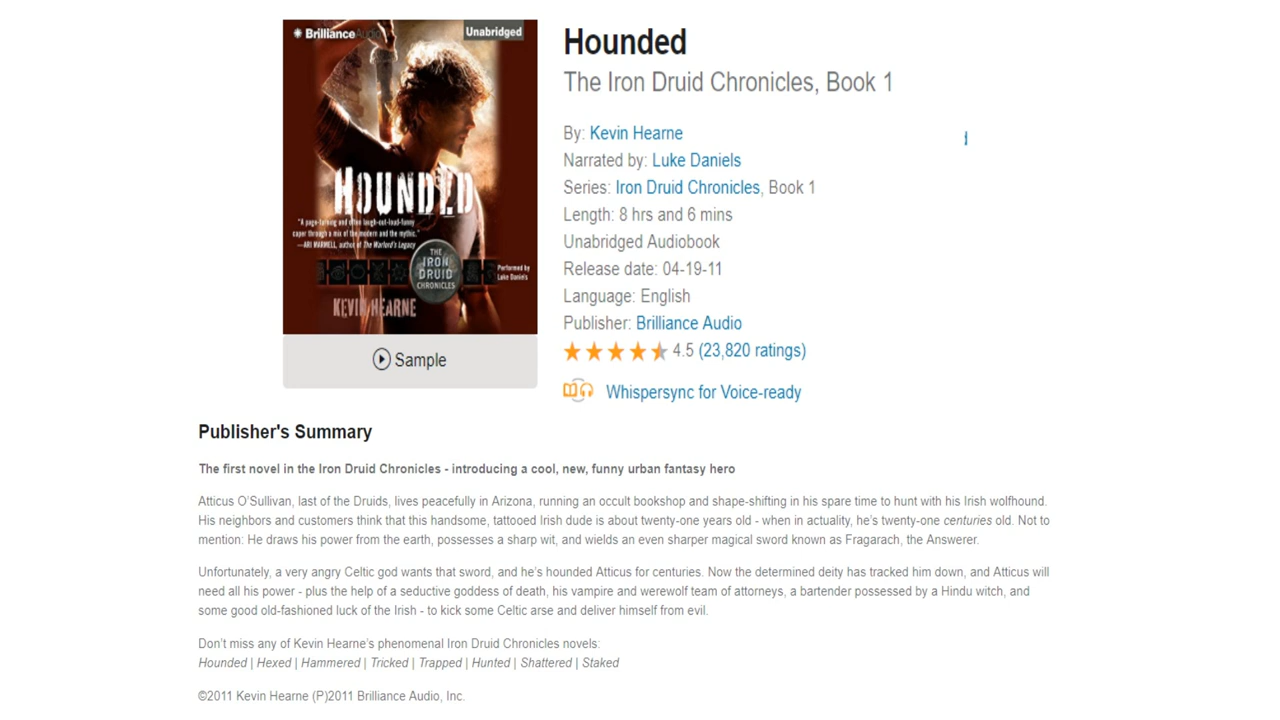 BrillianceAudio
Unabridged
HOUNDED
"A page-turning and often laugh-out-loud-funny
caper through a mix of the modern and the mythic."
—ARI MARMELL, author of The Warlord's Legacy
THE
IRON
DRUID
CHRONICLES
Performed by
Luke Daniels
KEVIN HEARNE
Sample
Hounded
The Iron Druid Chronicles, Book 1
By: Kevin Hearne
Narrated by: Luke Daniels
Series: Iron Druid Chronicles, Book 1
Length: 8 hrs and 6 mins
Unabridged Audiobook
Release date: 04-19-11
Language: English
Publisher: Brilliance Audio
4.5 (23,820 ratings)
Whispersync for Voice-ready
Publisher's Summary
The first novel in the Iron Druid Chronicles - introducing a cool, new, funny urban fantasy hero
Atticus O’Sullivan, last of the Druids, lives peacefully in Arizona, running an occult bookshop and shape-shifting in his spare time to hunt with his Irish wolfhound.
His neighbors and customers think that this handsome, tattooed Irish dude is about twenty-one years old - when in actuality, he’s twenty-one centuries old. Not to
mention: He draws his power from the earth, possesses a sharp wit, and wields an even sharper magical sword known as Fragarach, the Answerer.
Unfortunately, a very angry Celtic god wants that sword, and he’s hounded Atticus for centuries. Now the determined deity has tracked him down, and Atticus will
need all his power - plus the help of a seductive goddess of death, his vampire and werewolf team of attorneys, a bartender possessed by a Hindu witch, and
some good old-fashioned luck of the Irish - to kick some Celtic arse and deliver himself from evil.
Don’t miss any of Kevin Hearne’s phenomenal Iron Druid Chronicles novels:
Hounded | Hexed | Hammered | Tricked | Trapped | Hunted | Shattered | Staked
©2011 Kevin Hearne (P)2011 Brilliance Audio, Inc.